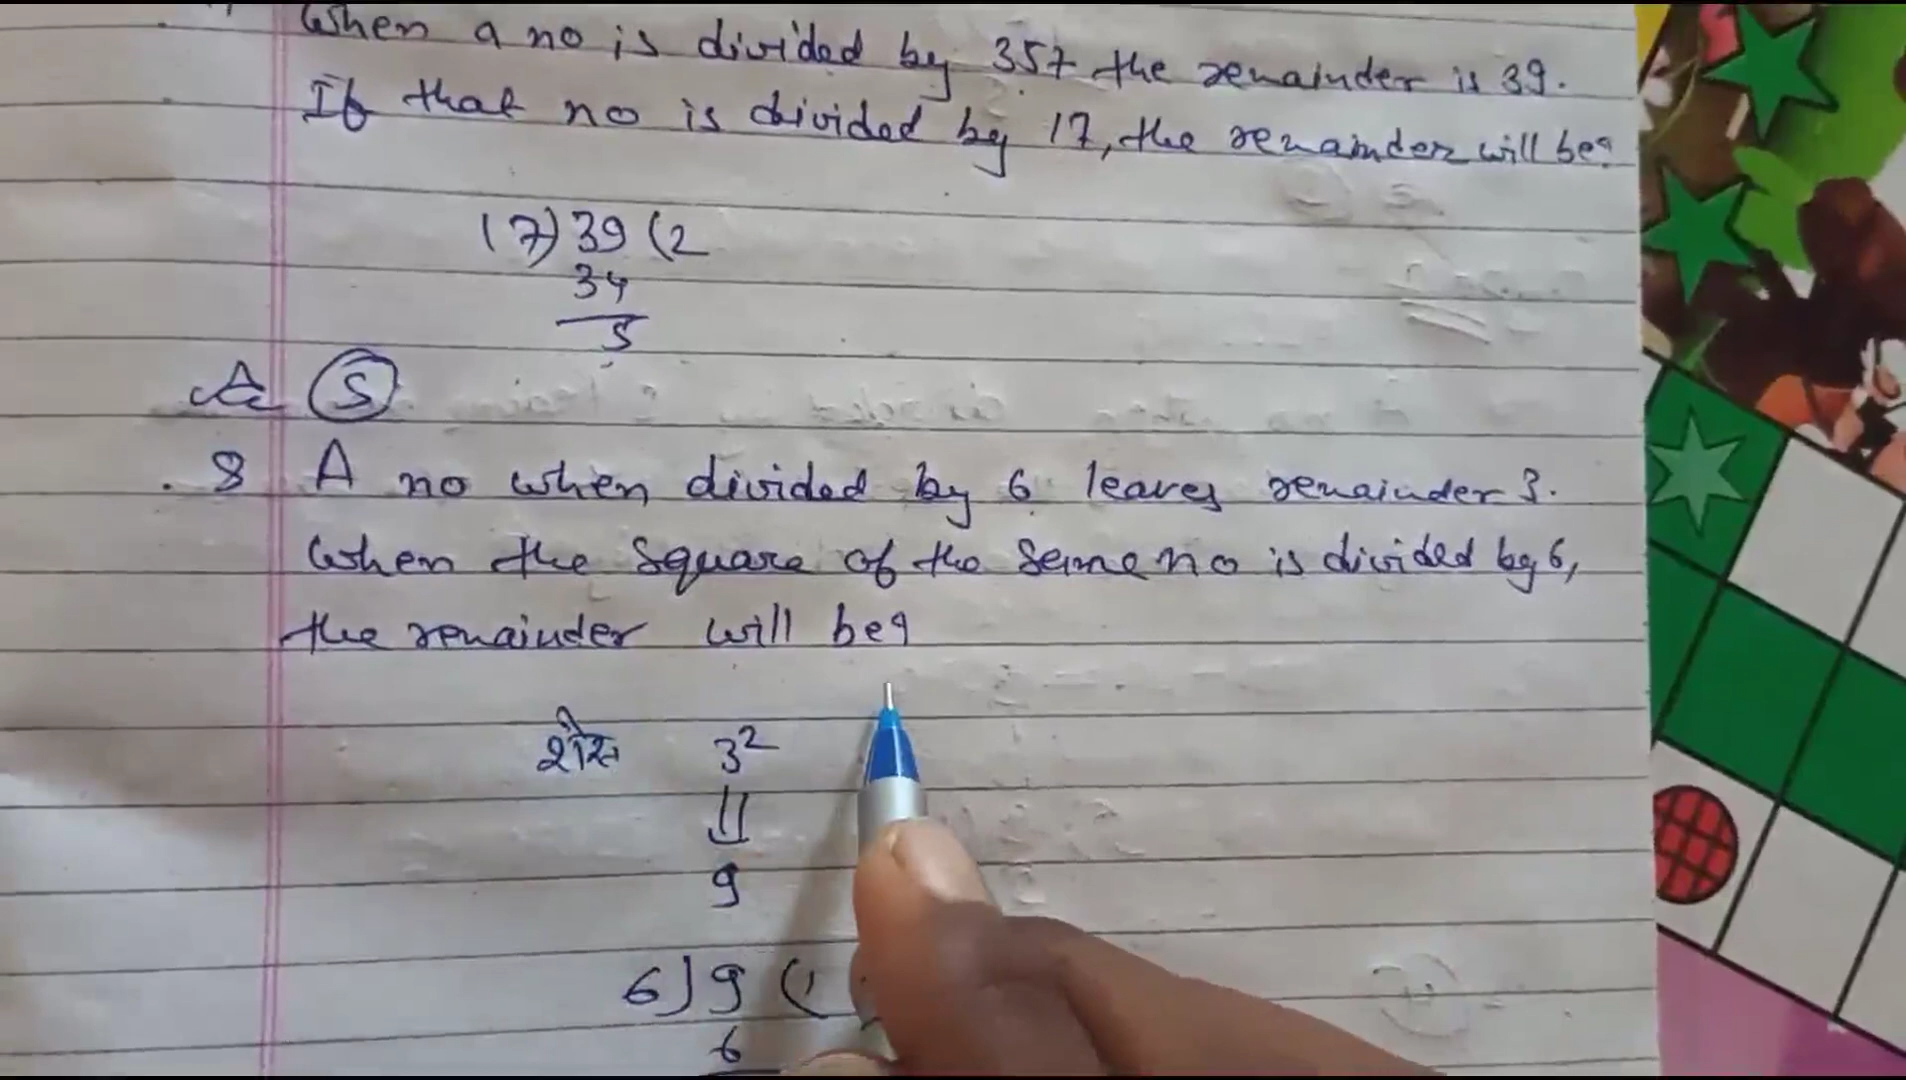 When a no is divided by 357 the remainder is 39.
If that no is divided by 17, the remainder will be?
17) 39 (2
34
5
A 5
8 A no when divided by 6 leaves remainder 3.
When the square of the same no is divided by 6,
the remainder will be?
शेष 3²
9
6) 9 (1
6